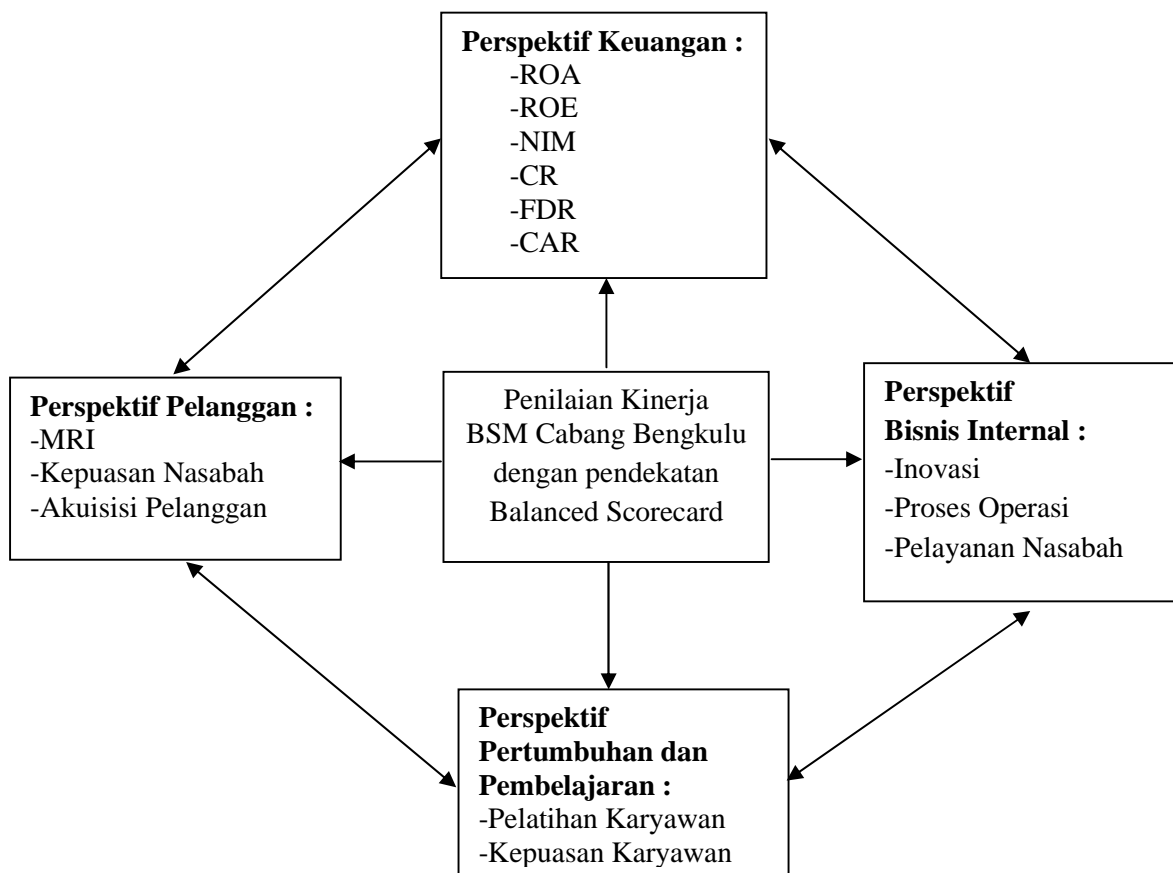 Perspektif Keuangan :
-ROA
-ROE
-NIM
-CR
-FDR
-CAR
Perspektif Pelanggan :
-MRI
-Kepuasan Nasabah
-Akuisisi Pelanggan
Penilaian Kinerja
BSM Cabang Bengkulu
dengan pendekatan
Balanced Scorecard
Perspektif
Bisnis Internal :
-Inovasi
-Proses Operasi
-Pelayanan Nasabah
Perspektif
Pertumbuhan dan
Pembelajaran :
-Pelatihan Karyawan
-Kepuasan Karyawan